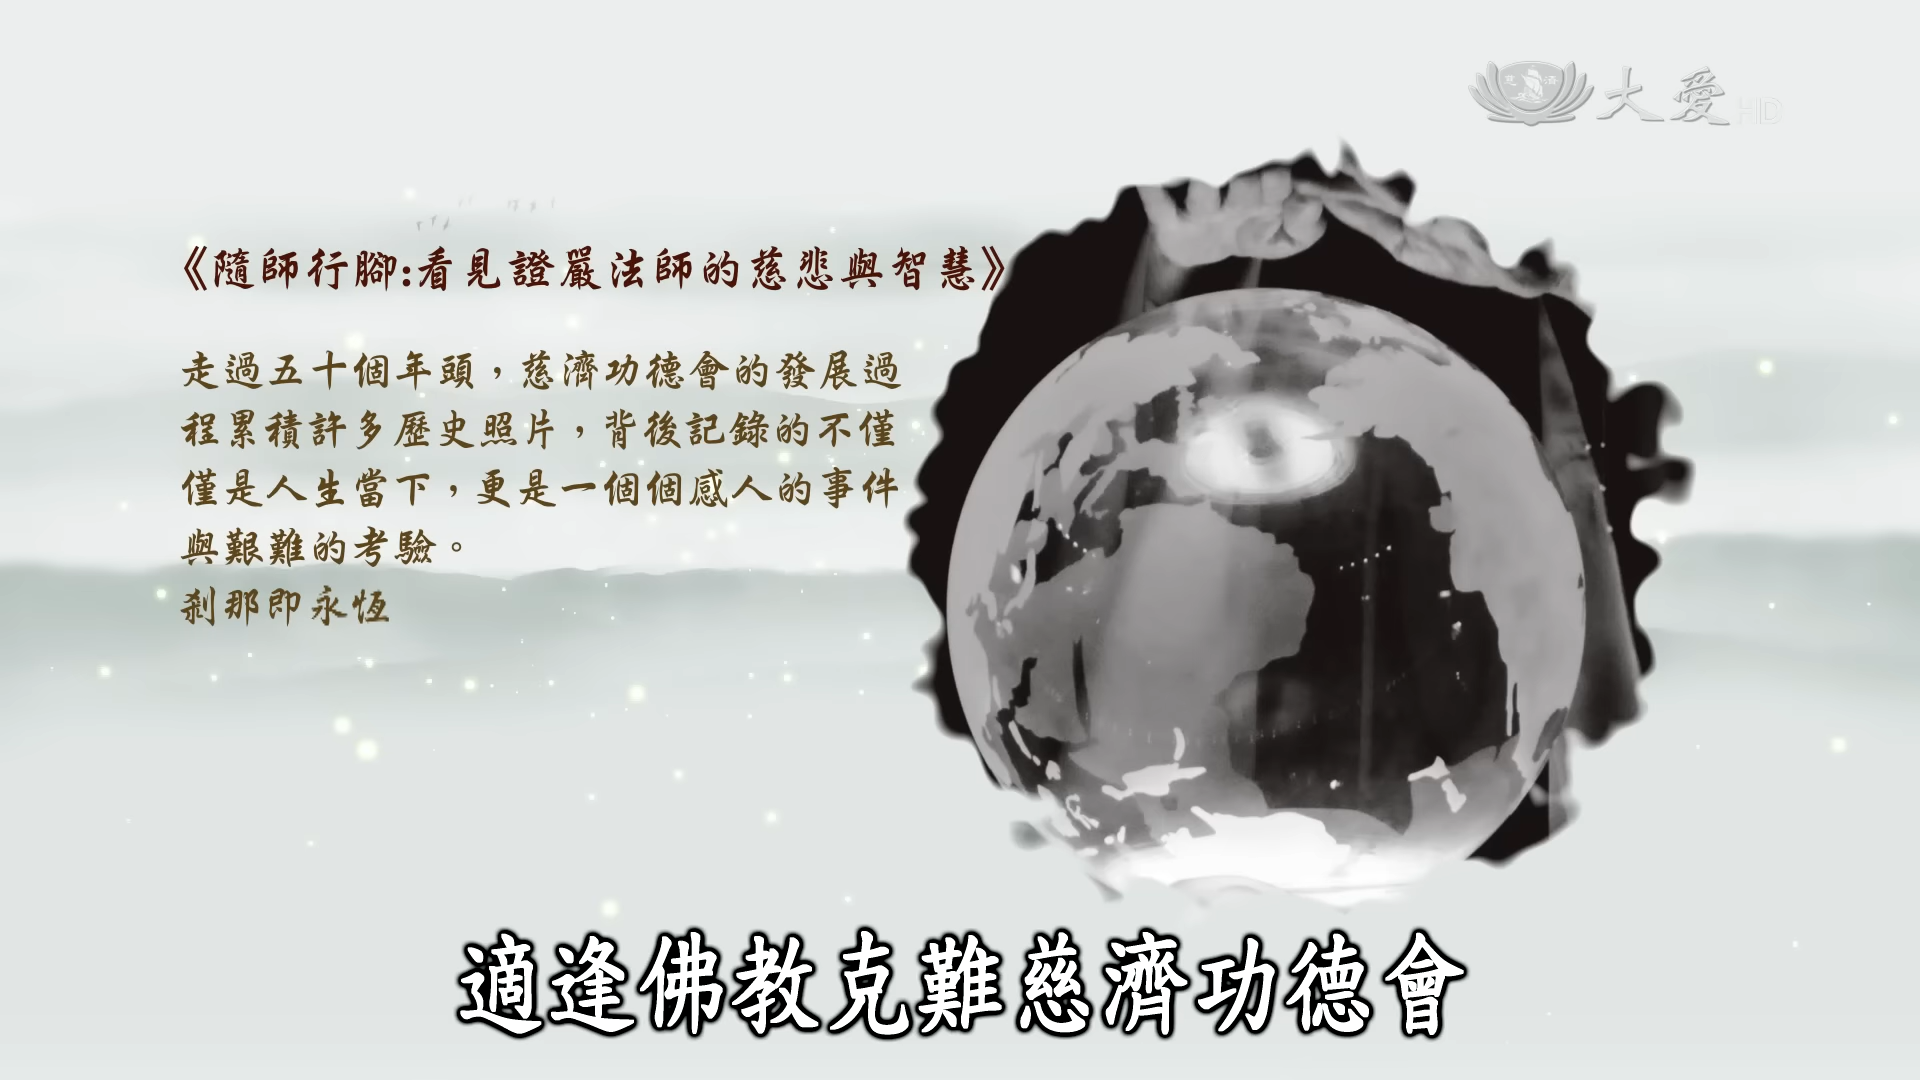 大愛HD
《隨師行腳:看見證嚴法師的慈悲與智慧》
走過五十個年頭，慈濟功德會的發展過
程累積許多歷史照片，背後記錄的不僅
僅是人生當下，更是一個個感人的事件
與艱難的考驗。
剎那即永恆
適逢佛教克難慈濟功德會